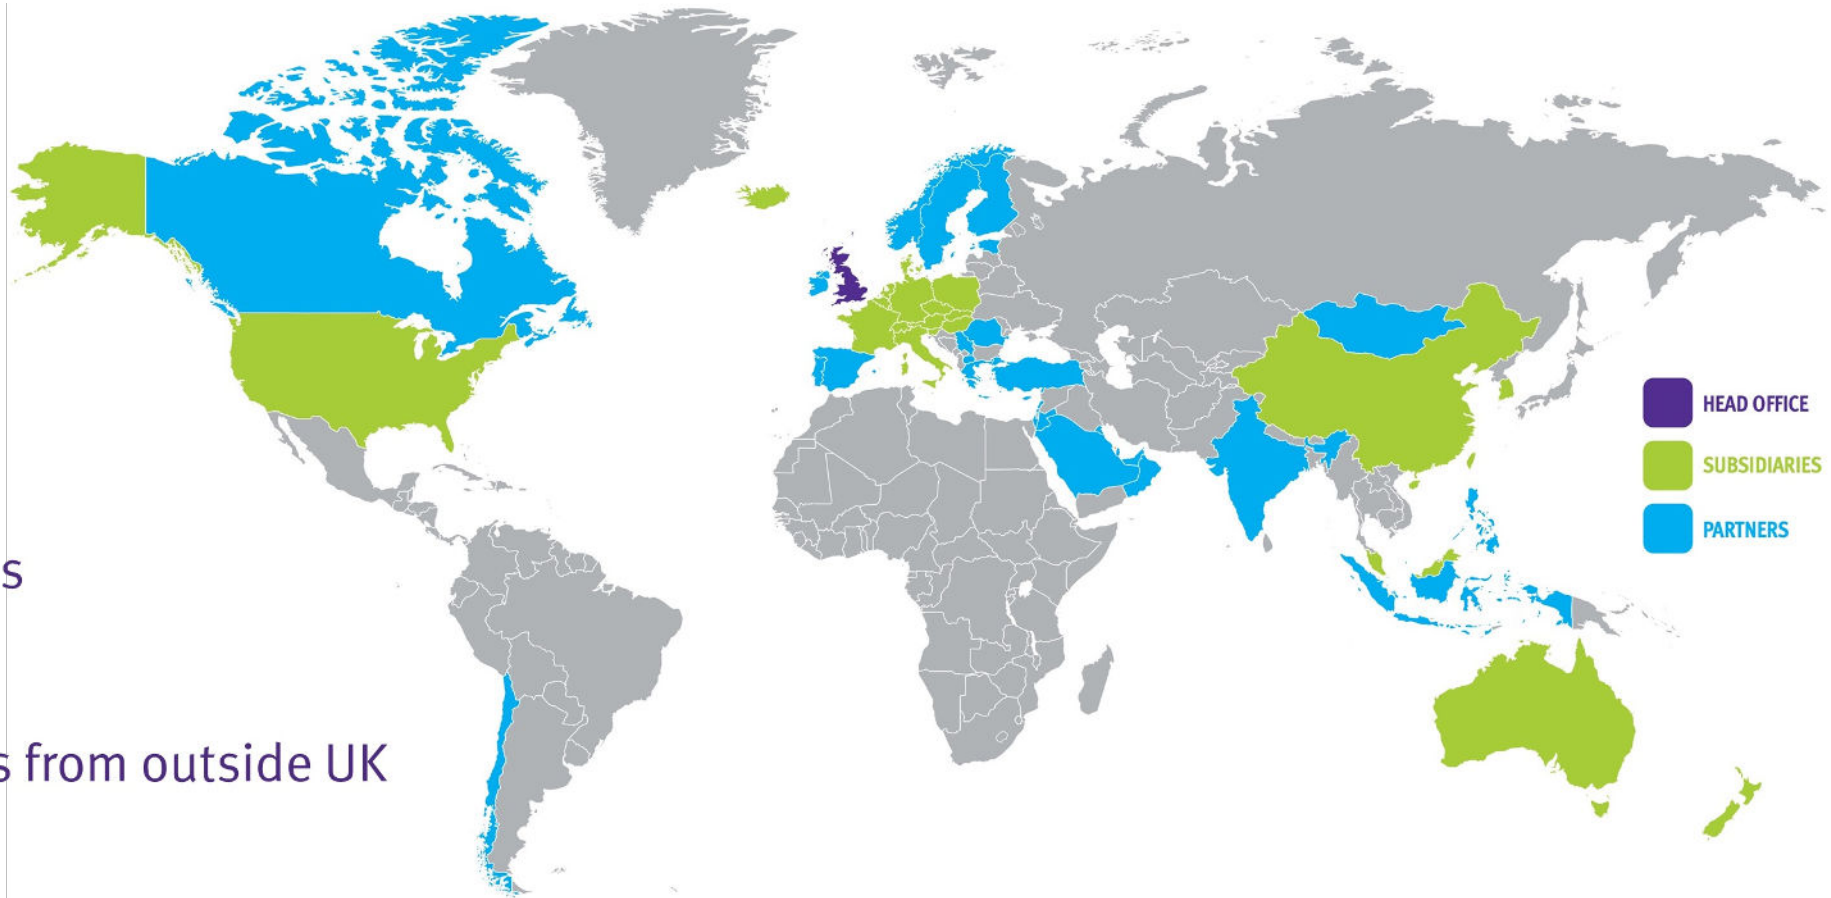 HEAD OFFICE
SUBSIDIARIES
PARTNERS
s
s from outside UK